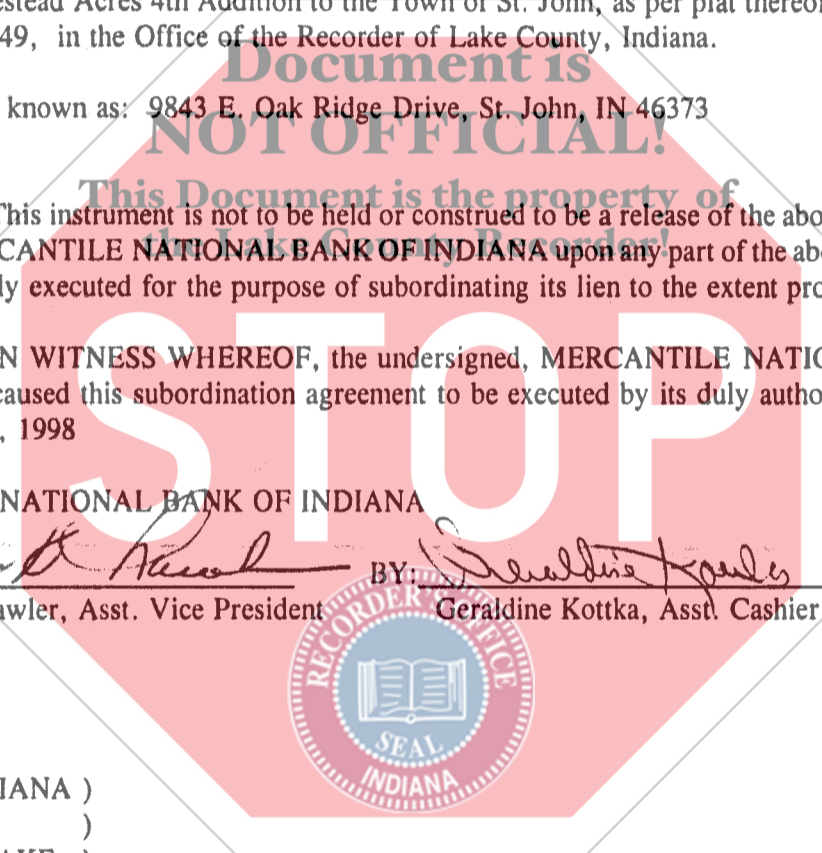 estead Acres 4th Addition to the Town of St. John, as per plat thereof
49, in the Office of the Recorder of Lake County, Indiana.
Document is
known as: 9843 E. Oak Ridge Drive, St. John, IN 46373
NOT OFFICIAL!
This Document is the property of
This instrument is not to be held or construed to be a release of the abo
the Lake County Recorder!
CANTILE NATIONAL BANK OF INDIANA upon any part of the abo
ly executed for the purpose of subordinating its lien to the extent pro
N WITNESS WHEREOF, the undersigned, MERCANTILE NATIO
caused this subordination agreement to be executed by its duly autho
, 1998
STOP
NATIONAL BANK OF INDIANA
BY: Geraldine
awler, Asst. Vice President Geraldine Kottka, Asst. Cashier
RECORDER'S OFFICE
SEAL
INDIANA
IANA )
)